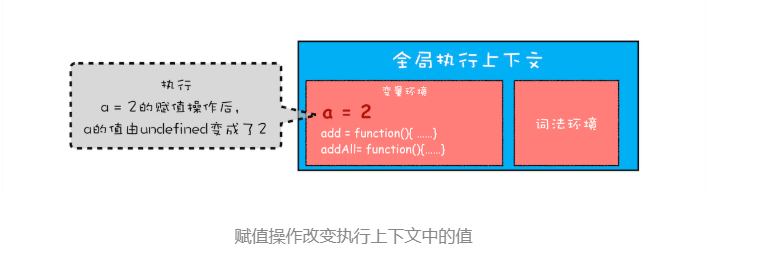 执行
a = 2的赋值操作后,
a的值由undefined变成了2
全局执行上下文
变量环境
a = 2
add = function(){ ……}
addAll= function(){……}
词法环境
赋值操作改变执行上下文中的值